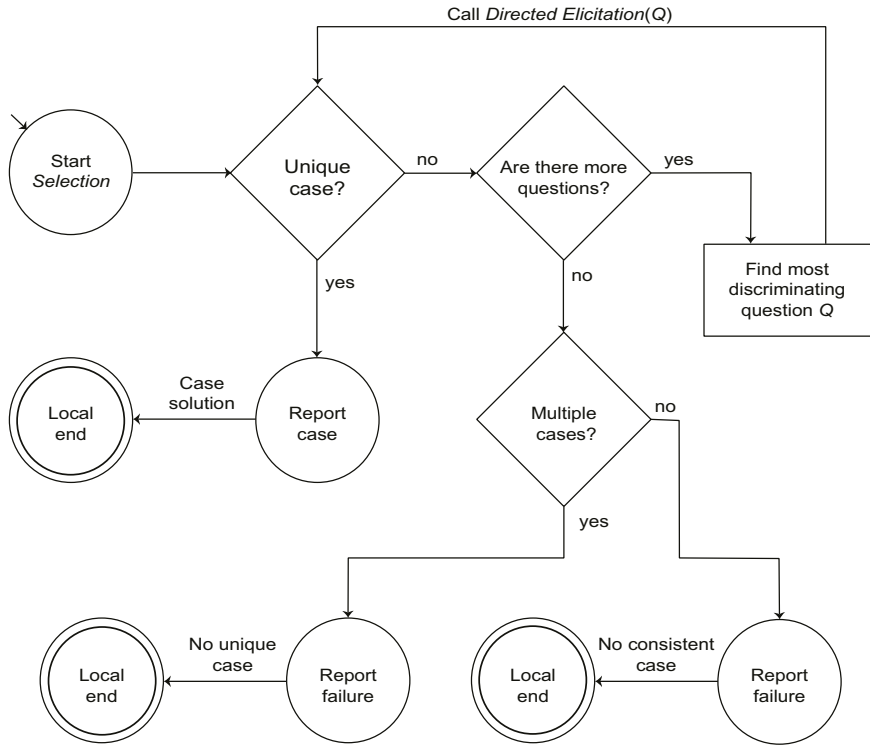 Call Directed Elicitation(Q)
Start
Selection
Unique
case?
no
Are there more
questions?
yes
Find most
discriminating
question Q
yes
no
Local
end
Case
solution
Report
case
Multiple
cases?
no
yes
Local
end
No unique
case
Report
failure
Local
end
No consistent
case
Report
failure